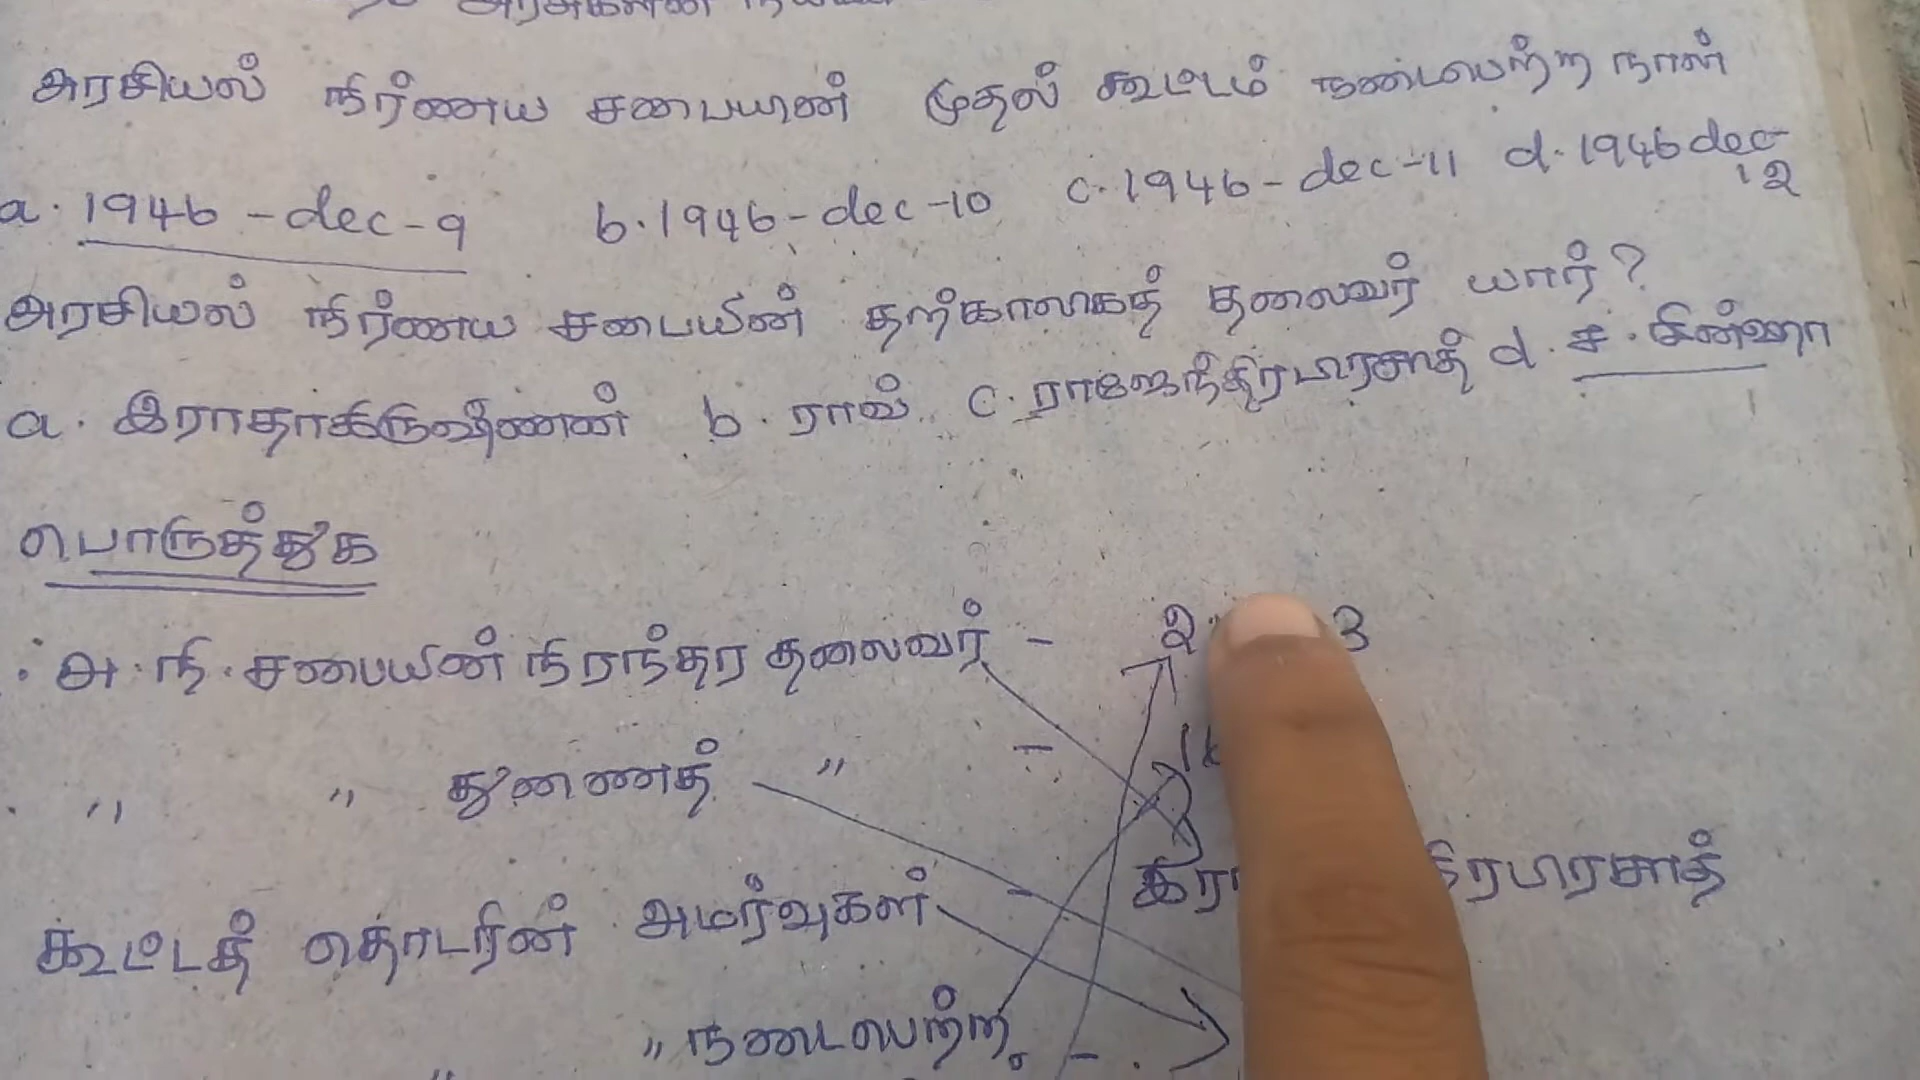 அரசியல் நிர்ணய சபையின் முதல் கூட்டம் நடைபெற்ற நாள்
a. 1946 - dec - 9 b. 1946 - dec - 10 c. 1946 - dec - 11 d. 1946 dec - 12
அரசியல் நிர்ணய சபையின் தற்காலிகத் தலைவர் யார்?
a. இராதாகிருஷ்ணன் b. ராவ் c. ராஜேந்திரபிரசாத் d. ச. சின்ஹா
பொருத்துக
அ. நி. சபையின் நிரந்தர தலைவர் - 2 3
" " துணைத் " -
கூட்டத் தொடரின் அமர்வுகள் -
" நடைபெற்ற -